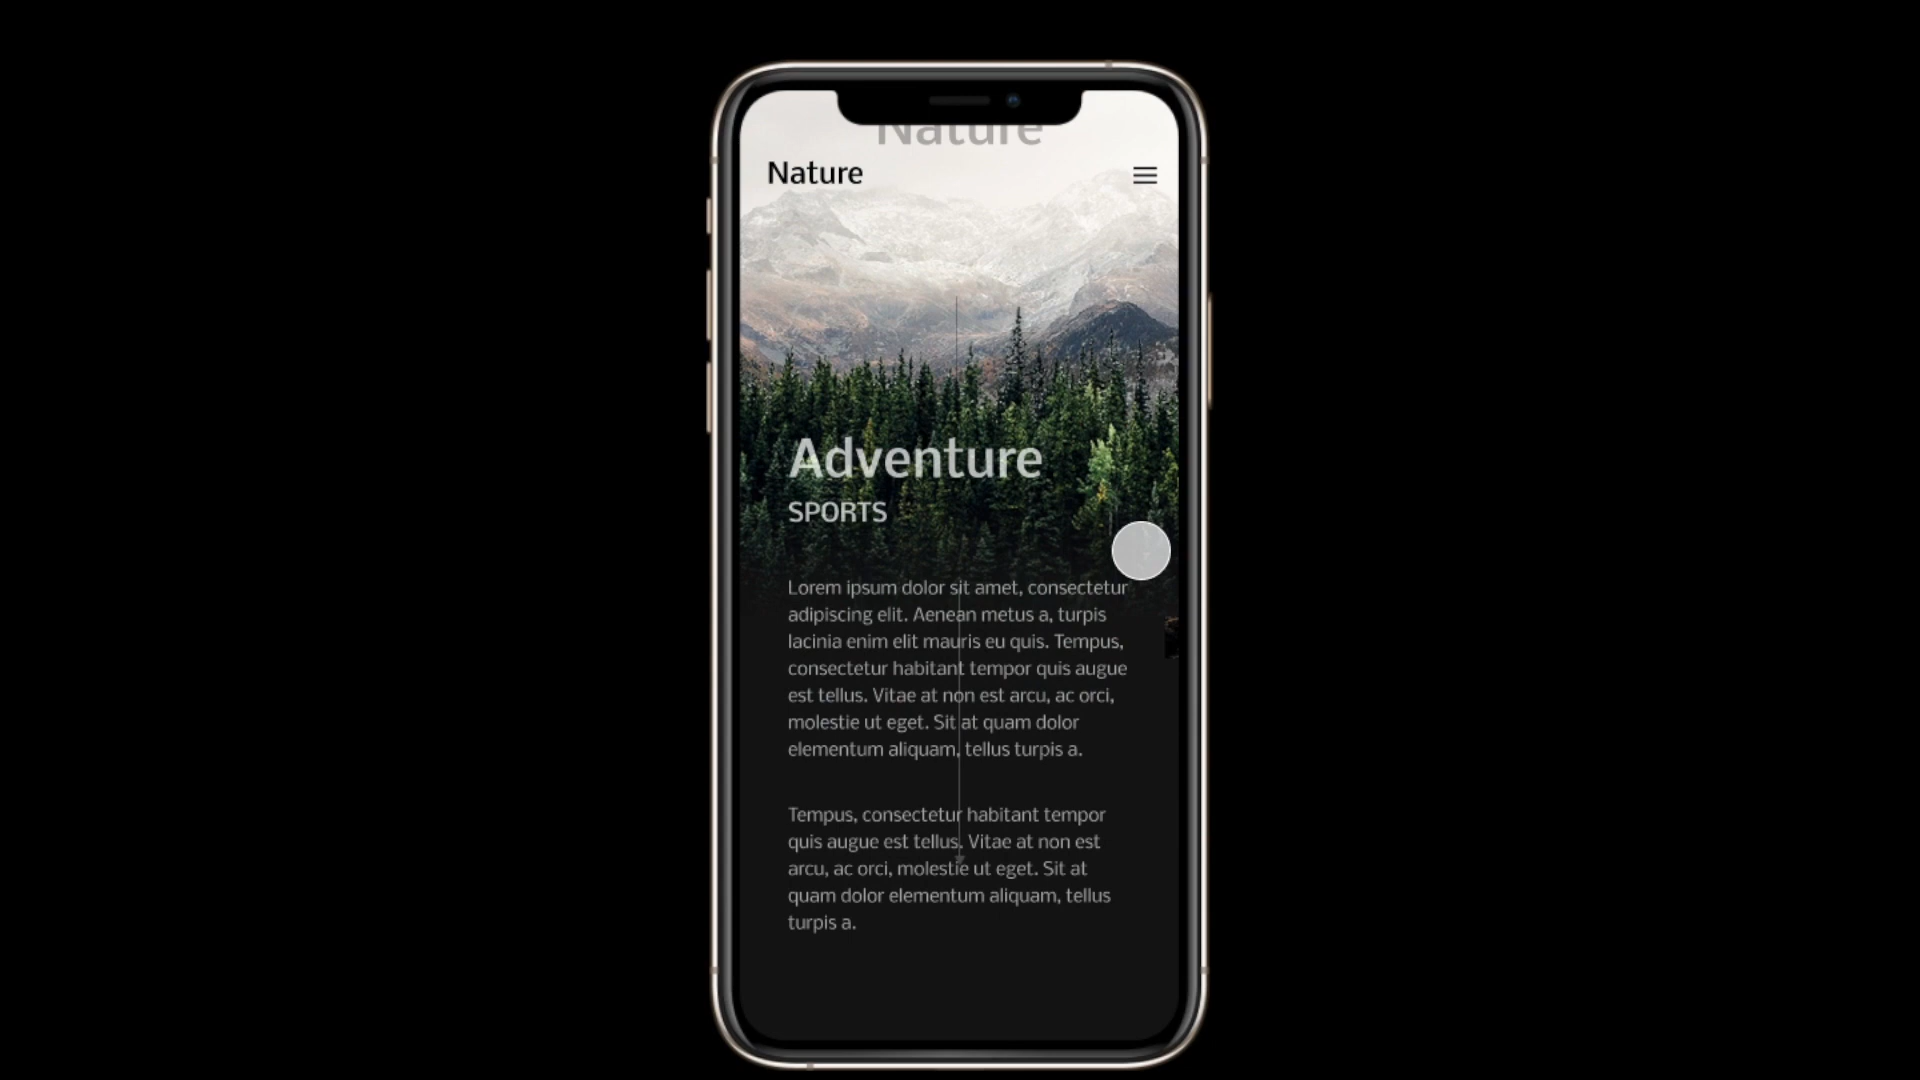 Nature
Nature
Adventure
SPORTS
Lorem ipsum dolor sit amet, consectetur
adipiscing elit. Aenean metus a, turpis
lacinia enim elit mauris eu quis. Tempus,
consectetur habitant tempor quis augue
est tellus. Vitae at non est arcu, ac orci,
molestie ut eget. Sit at quam dolor
elementum aliquam, tellus turpis a.
Tempus, consectetur habitant tempor
quis augue est tellus. Vitae at non est
arcu, ac orci, molestie ut eget. Sit at
quam dolor elementum aliquam, tellus
turpis a.